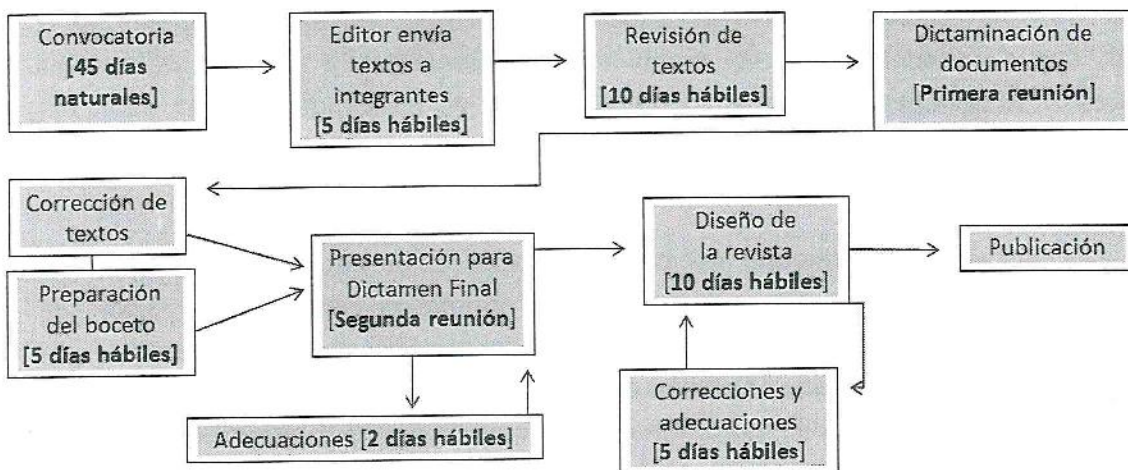 Convocatoria
[45 días
naturales]
Editor envía
textos a
integrantes
[5 días hábiles]
Revisión de
textos
[10 días hábiles]
Dictaminación de
documentos
[Primera reunión]
Corrección de
textos
Preparación
del boceto
[5 días hábiles]
Presentación para
Dictamen Final
[Segunda reunión]
Adecuaciones [2 días hábiles]
Diseño de
la revista
[10 días hábiles]
Correcciones y
adecuaciones
[5 días hábiles]
Publicación